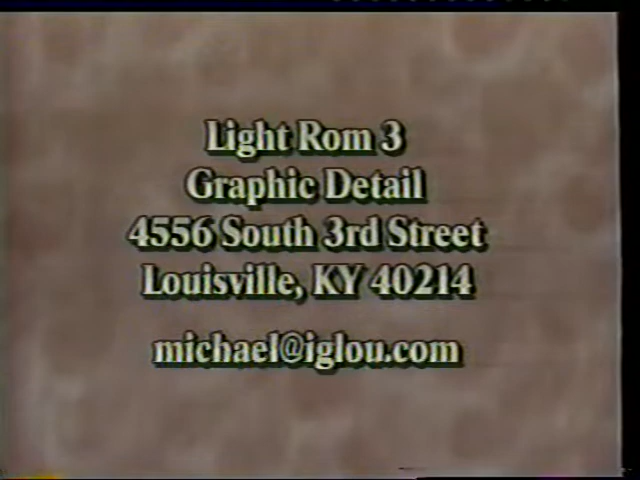 Light Rom 3
Graphic Detail
4556 South 3rd Street
Louisville, KY 40214
michael@iglou.com